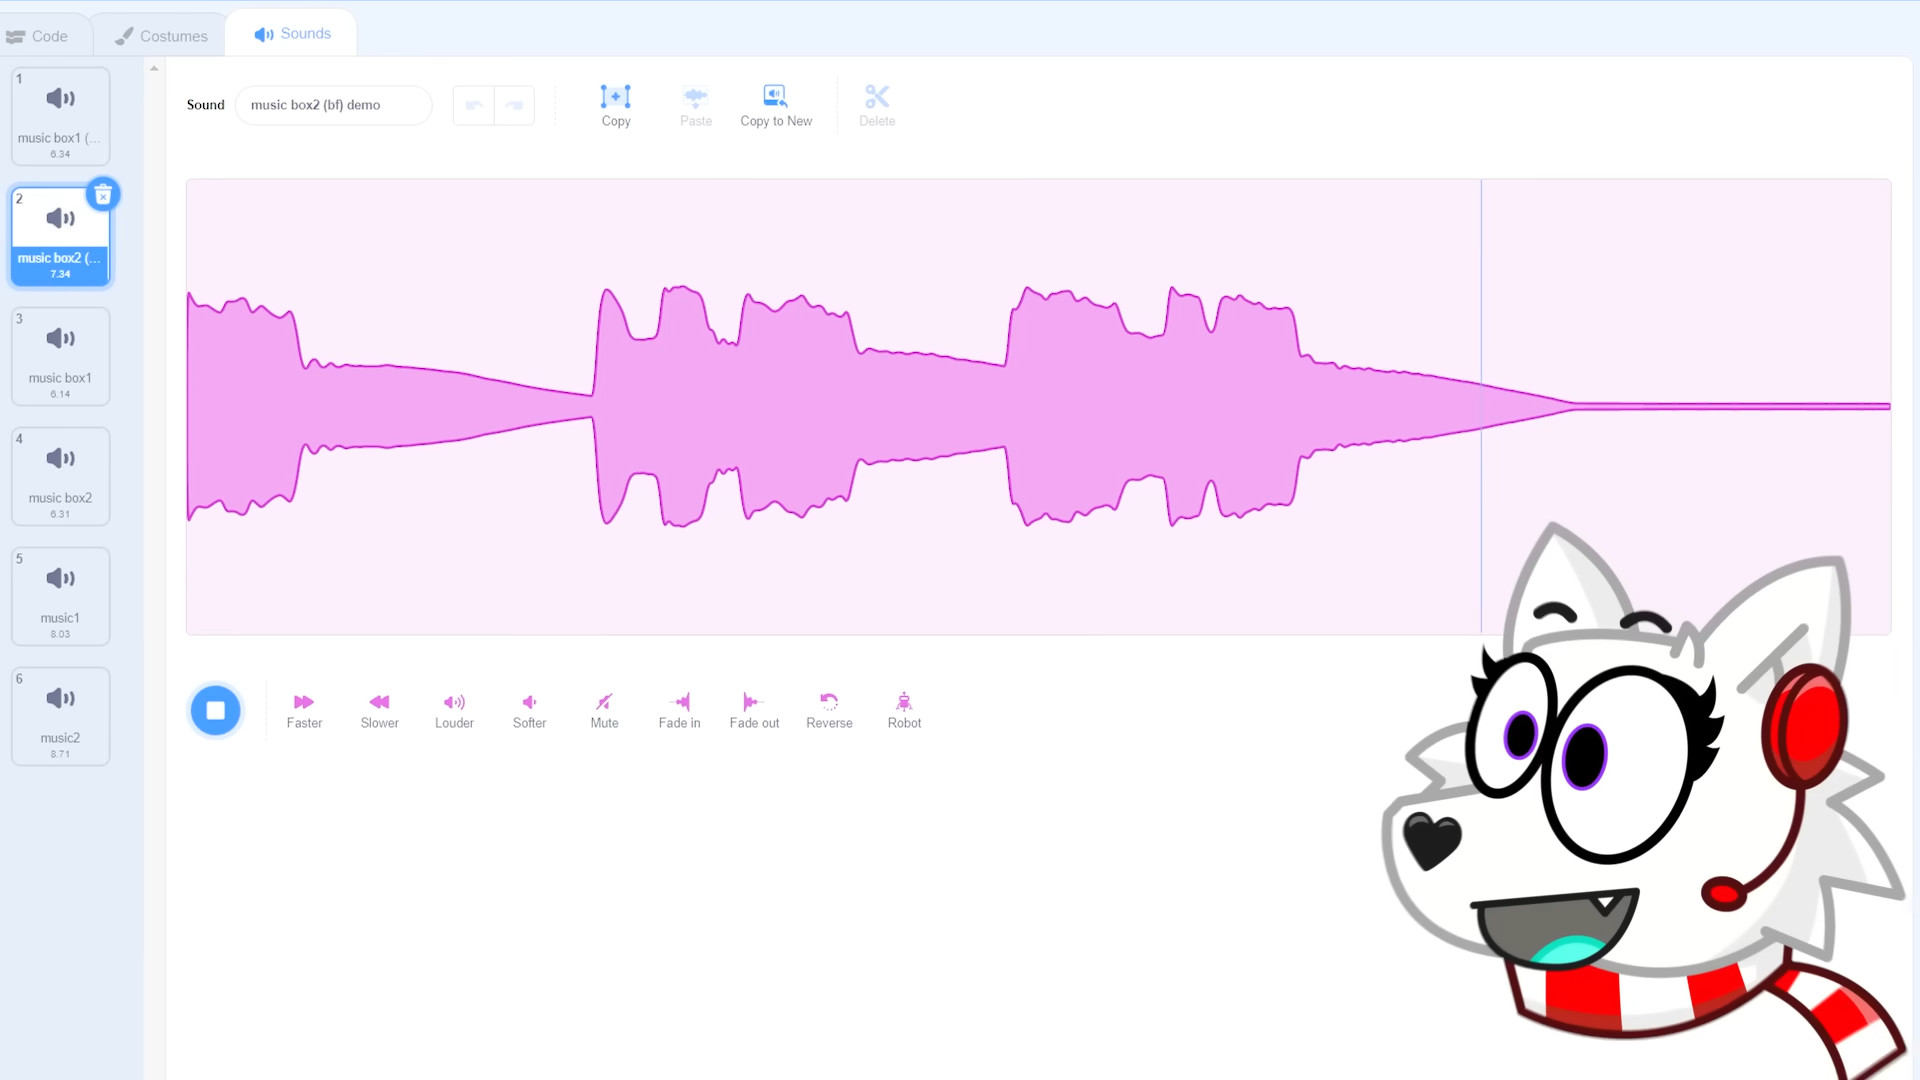 Code
Costumes
Sounds
1
music box1 (...
6.34
2
music box2 (...
7.34
3
music box1
6.14
4
music box2
6.31
5
music1
8.03
6
music2
8.71
Sound
music box2 (bf) demo
Copy
Paste
Copy to New
Delete
Faster
Slower
Louder
Softer
Mute
Fade in
Fade out
Reverse
Robot